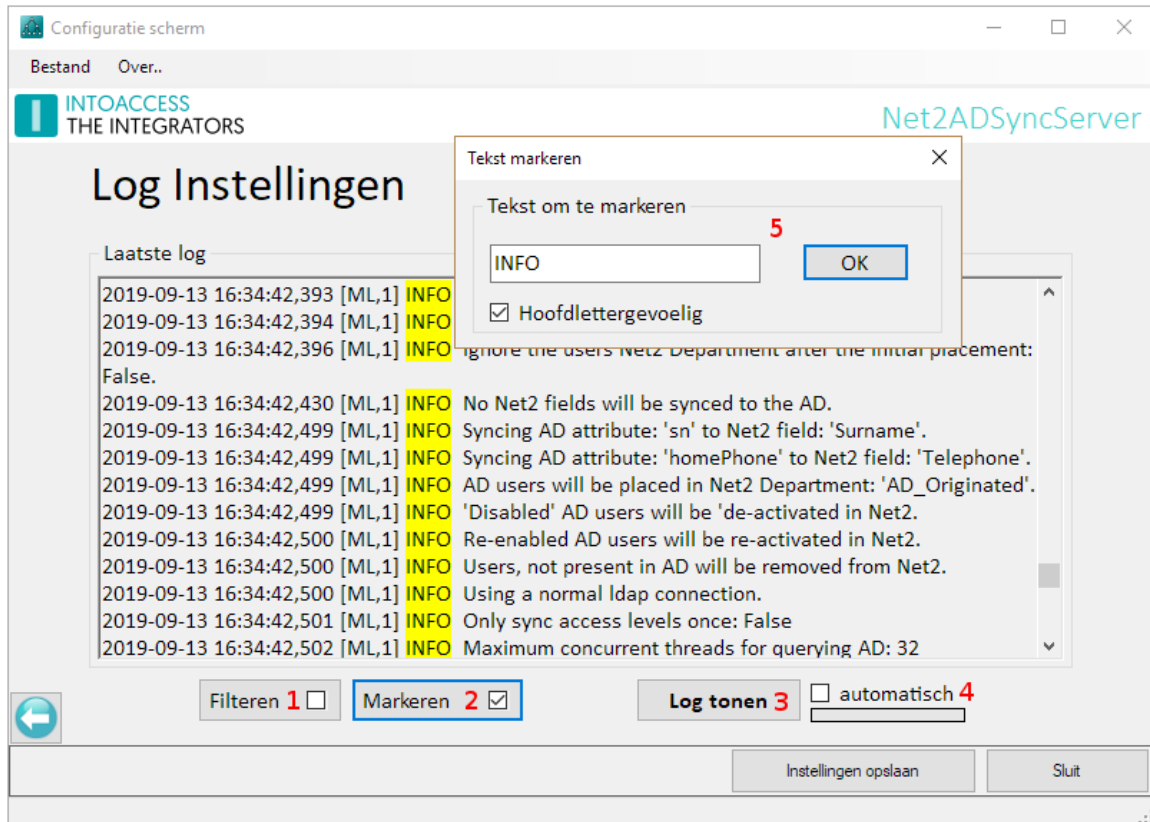 Configuratie scherm
Bestand Over..
INTOACCESS
THE INTEGRATORS
Net2ADSyncServer
Log Instellingen
Tekst markeren
Tekst om te markeren
5
INFO
OK
Hoofdlettergevoelig
Laatste log
2019-09-13 16:34:42,393 [ML,1] INFO
2019-09-13 16:34:42,394 [ML,1] INFO
2019-09-13 16:34:42,396 [ML,1] INFO Ignore the users Net2 Department after the initial placement:
False.
2019-09-13 16:34:42,430 [ML,1] INFO No Net2 fields will be synced to the AD.
2019-09-13 16:34:42,499 [ML,1] INFO Syncing AD attribute: 'sn' to Net2 field: 'Surname'.
2019-09-13 16:34:42,499 [ML,1] INFO Syncing AD attribute: 'homePhone' to Net2 field: 'Telephone'.
2019-09-13 16:34:42,499 [ML,1] INFO AD users will be placed in Net2 Department: 'AD_Originated'.
2019-09-13 16:34:42,499 [ML,1] INFO 'Disabled' AD users will be 'de-activated in Net2.
2019-09-13 16:34:42,500 [ML,1] INFO Re-enabled AD users will be re-activated in Net2.
2019-09-13 16:34:42,500 [ML,1] INFO Users, not present in AD will be removed from Net2.
2019-09-13 16:34:42,500 [ML,1] INFO Using a normal ldap connection.
2019-09-13 16:34:42,501 [ML,1] INFO Only sync access levels once: False
2019-09-13 16:34:42,502 [ML,1] INFO Maximum concurrent threads for querying AD: 32
Filteren 1 Markeren 2 Log tonen 3 automatisch 4
Instellingen opslaan Sluit